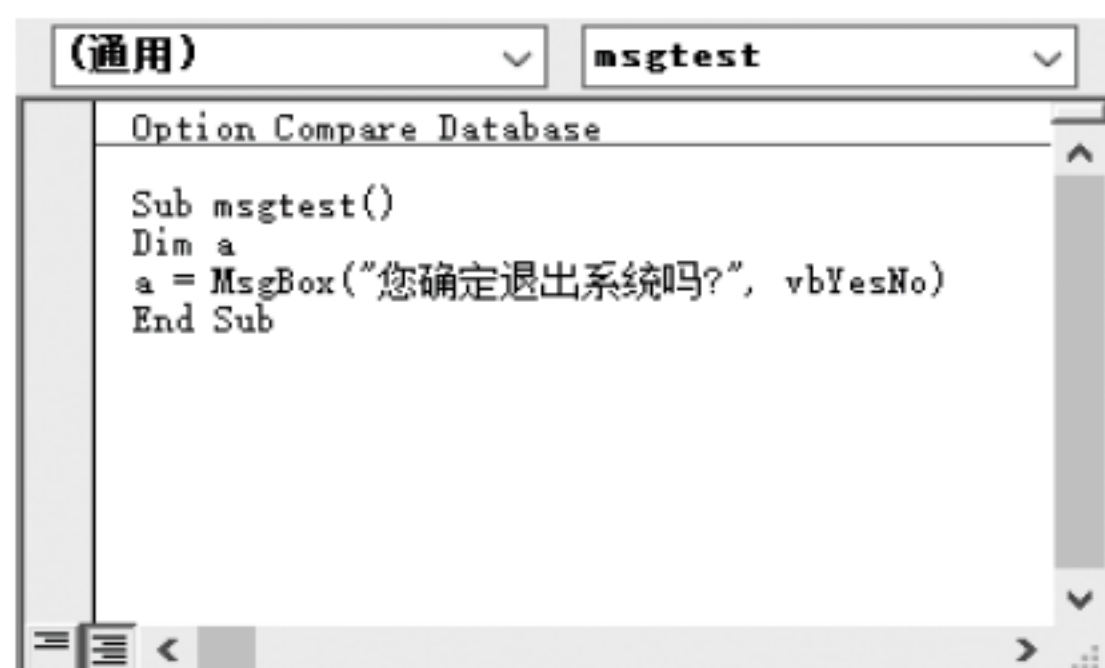 (通用)
msgtest
Option Compare Database
Sub msgtest()
Dim a
a = MsgBox("您确定退出系统吗?", vbYesNo)
End Sub